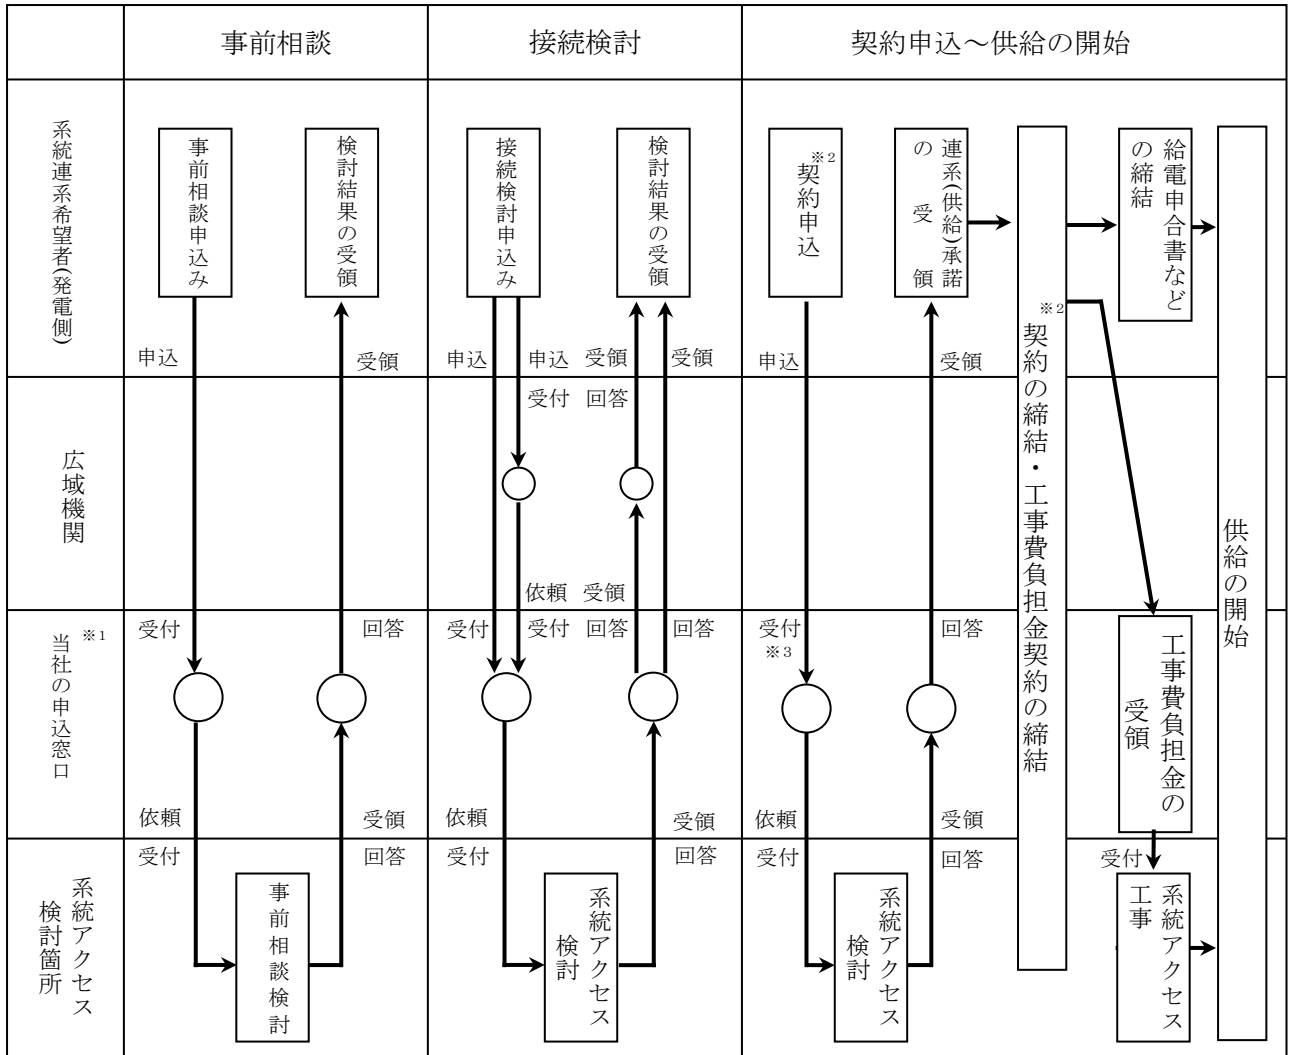 事前相談
接続検討
契約申込～供給の開始
系統連系希望者(発電側)
事前相談申込み
検討結果の受領
接続検討申込み
検討結果の受領
※2
契約申込
連系(供給)承諾
の受領
※2
契約の締結・工事費負担金契約の締結
給電申合書など
の締結
供給の開始
申込
受領
申込
申込
受領
受領
申込
受領
広域機関
受付
回答
依頼
受領
※1
当社の申込窓口
受付
回答
受付
受付
回答
回答
受付
※3
回答
工事費負担金の
受領
依頼
受領
依頼
受領
依頼
受領
系統アクセス
検討箇所
受付
回答
受付
回答
受付
回答
受付
事前相談検討
系統アクセス
検討
系統アクセス
検討
系統アクセス
工事